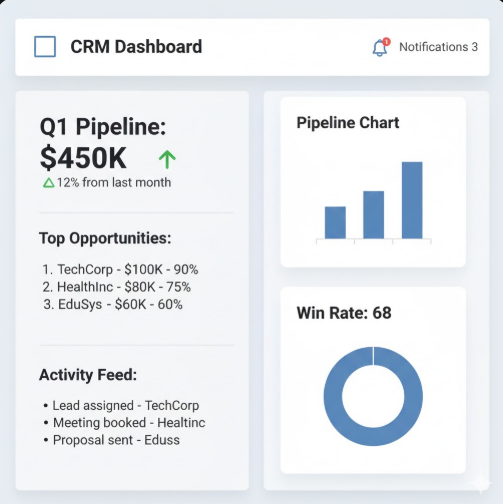 CRM Dashboard
1
Notifications 3
Q1 Pipeline:
$450K
12% from last month
Top Opportunities:
1. TechCorp - $100K - 90%
2. HealthInc - $80K - 75%
3. EduSys - $60K - 60%
Activity Feed:
• Lead assigned - TechCorp
• Meeting booked - Healtinc
• Proposal sent - Eduss
Pipeline Chart
Win Rate: 68